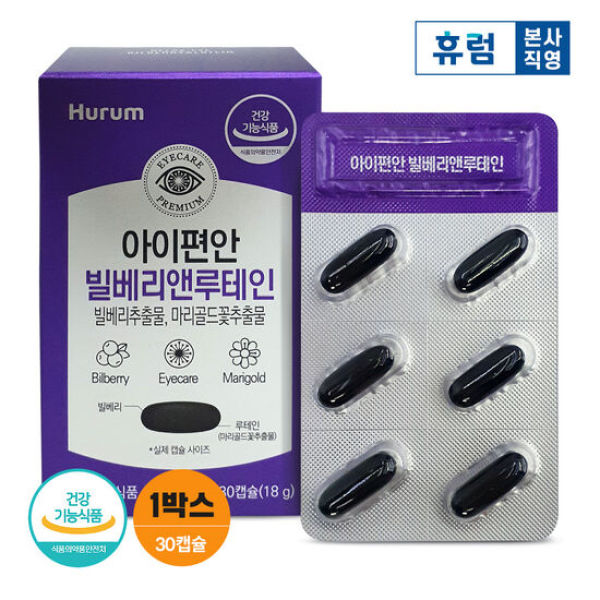 휴럼
본사
직영
Hurum
건강
기능식품
식품의약품안전처
EYECARE
PREMIUM
아이편안
빌베리앤루테인
빌베리추출물, 마리골드꽃추출물
Bilberry
Eyecare
Marigold
빌베리
루테인
(마리골드꽃추출물)
*실제 캡슐 사이즈
30캡슐(18 g)
아이편안 빌베리앤루테인
건강
기능식품
식품의약품안전처
1박스
30캡슐